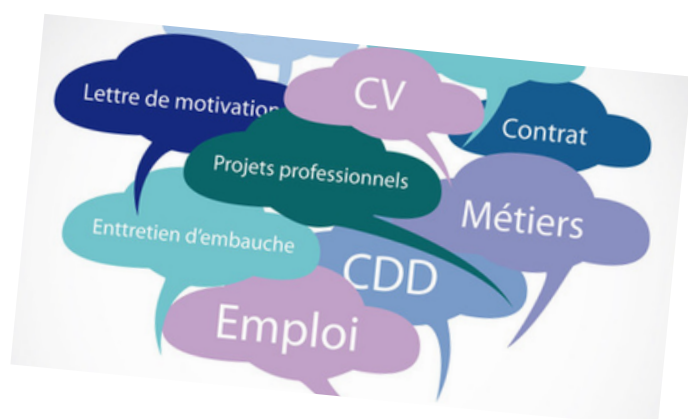 Lettre de motivation
CV
Contrat
Projets professionnels
Métiers
Enttretien d'embauche
CDD
Emploi